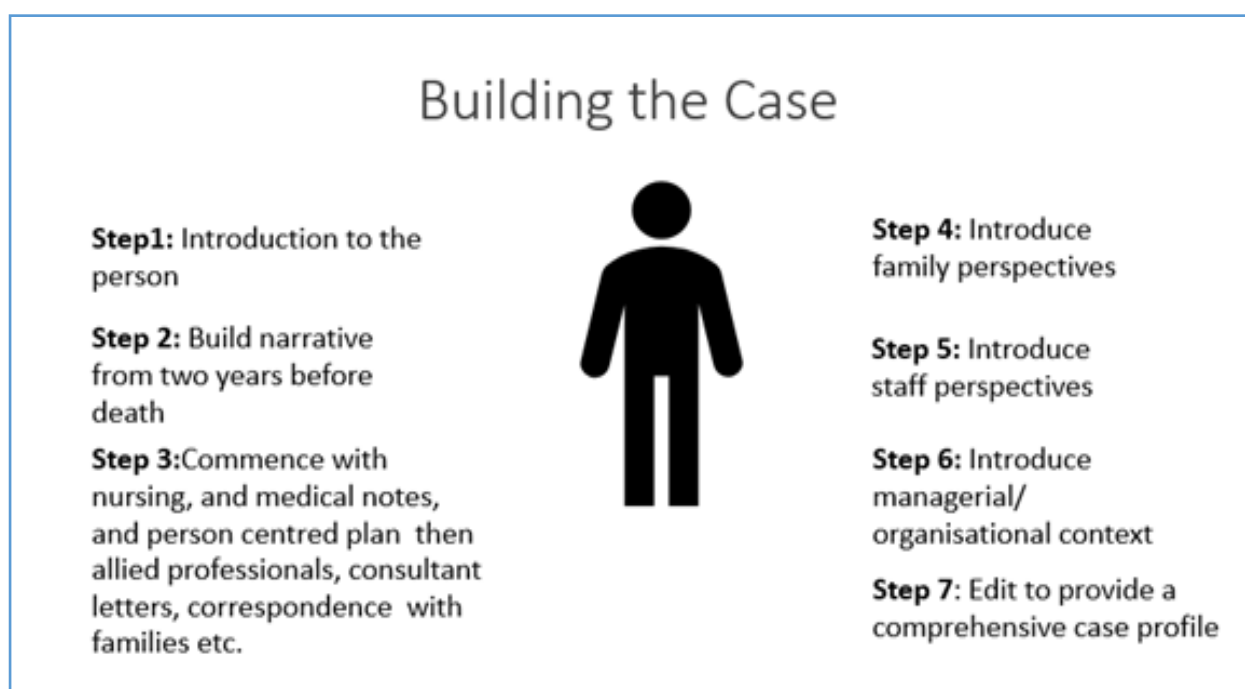 Building the Case
Step1: Introduction to the
person
Step 2: Build narrative
from two years before
death
Step 3:Commence with
nursing, and medical notes,
and person centred plan then
allied professionals, consultant
letters, correspondence with
families etc.
Step 4: Introduce
family perspectives
Step 5: Introduce
staff perspectives
Step 6: Introduce
managerial/
organisational context
Step 7: Edit to provide a
comprehensive case profile